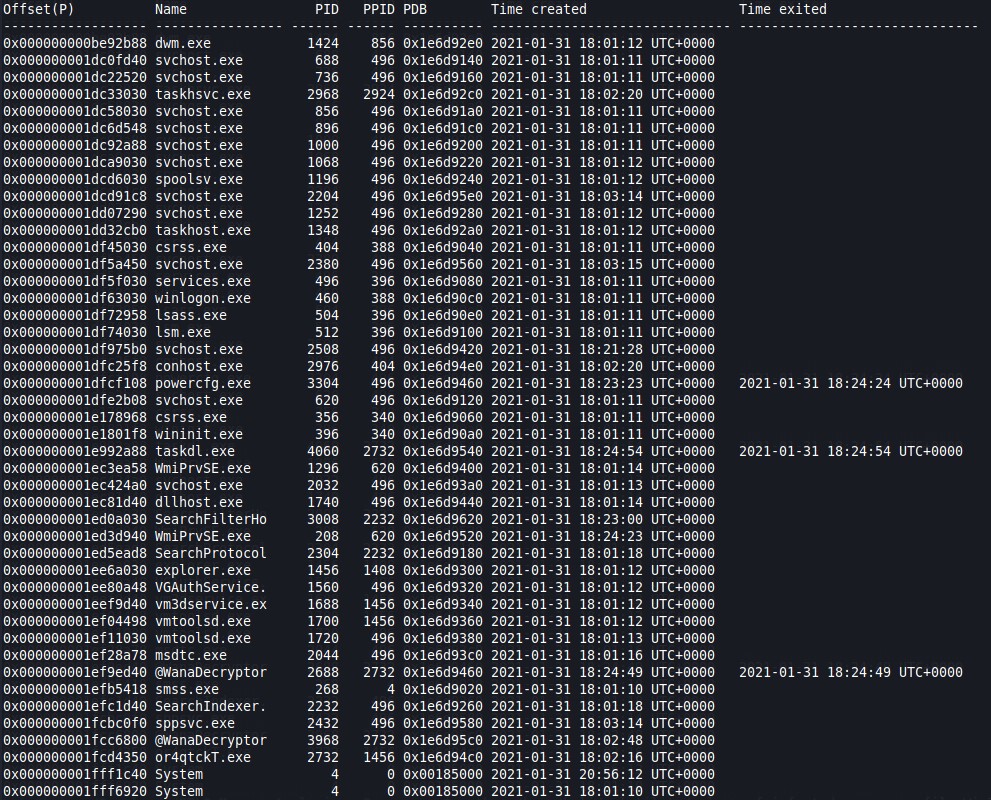 Offset(P)          Name                PID   PPID PDB        Time created                   Time exited
------------------ ---------------- ------ ------ ---------- ------------------------------ ------------------------------
0x000000000be92b88 dwm.exe            1424    856 0x1e6d92e0 2021-01-31 18:01:12 UTC+0000
0x000000001dc0fd40 svchost.exe         688    496 0x1e6d9140 2021-01-31 18:01:11 UTC+0000
0x000000001dc22520 svchost.exe         736    496 0x1e6d9160 2021-01-31 18:01:11 UTC+0000
0x000000001dc33030 taskhsvc.exe       2968   2924 0x1e6d92c0 2021-01-31 18:02:20 UTC+0000
0x000000001dc58030 svchost.exe         856    496 0x1e6d91a0 2021-01-31 18:01:11 UTC+0000
0x000000001dc6d548 svchost.exe         896    496 0x1e6d91c0 2021-01-31 18:01:11 UTC+0000
0x000000001dc92a88 svchost.exe        1000    496 0x1e6d9200 2021-01-31 18:01:11 UTC+0000
0x000000001dca9030 svchost.exe        1068    496 0x1e6d9220 2021-01-31 18:01:12 UTC+0000
0x000000001dcd6030 spoolsv.exe        1196    496 0x1e6d9240 2021-01-31 18:01:12 UTC+0000
0x000000001dcd91c8 svchost.exe        2204    496 0x1e6d95e0 2021-01-31 18:03:14 UTC+0000
0x000000001dd07290 svchost.exe        1252    496 0x1e6d9280 2021-01-31 18:01:12 UTC+0000
0x000000001dd32cb0 taskhost.exe       1348    496 0x1e6d92a0 2021-01-31 18:01:12 UTC+0000
0x000000001df45030 csrss.exe           404    388 0x1e6d9040 2021-01-31 18:01:11 UTC+0000
0x000000001df5a450 svchost.exe        2380    496 0x1e6d9560 2021-01-31 18:03:15 UTC+0000
0x000000001df5f030 services.exe        496    396 0x1e6d9080 2021-01-31 18:01:11 UTC+0000
0x000000001df63030 winlogon.exe        460    388 0x1e6d90c0 2021-01-31 18:01:11 UTC+0000
0x000000001df72958 lsass.exe           504    396 0x1e6d90e0 2021-01-31 18:01:11 UTC+0000
0x000000001df74030 lsm.exe             512    396 0x1e6d9100 2021-01-31 18:01:11 UTC+0000
0x000000001df975b0 svchost.exe        2508    496 0x1e6d9420 2021-01-31 18:21:28 UTC+0000
0x000000001dfc25f8 conhost.exe        2976    404 0x1e6d94e0 2021-01-31 18:02:20 UTC+0000
0x000000001dfcf108 powercfg.exe       3304    496 0x1e6d9460 2021-01-31 18:23:23 UTC+0000   2021-01-31 18:24:24 UTC+0000
0x000000001dfe2b08 svchost.exe         620    496 0x1e6d9120 2021-01-31 18:01:11 UTC+0000
0x000000001e178968 csrss.exe           356    340 0x1e6d9060 2021-01-31 18:01:11 UTC+0000
0x000000001e1801f8 wininit.exe         396    340 0x1e6d90a0 2021-01-31 18:01:11 UTC+0000
0x000000001e992a88 taskdl.exe         4060   2732 0x1e6d9540 2021-01-31 18:24:54 UTC+0000   2021-01-31 18:24:54 UTC+0000
0x000000001ec3ea58 WmiPrvSE.exe       1296    620 0x1e6d9400 2021-01-31 18:01:14 UTC+0000
0x000000001ec424a0 svchost.exe        2032    496 0x1e6d93a0 2021-01-31 18:01:13 UTC+0000
0x000000001ec81d40 dllhost.exe        1740    496 0x1e6d9440 2021-01-31 18:01:14 UTC+0000
0x000000001ed0a030 SearchFilterHo     3008   2232 0x1e6d9620 2021-01-31 18:23:00 UTC+0000
0x000000001ed3d940 WmiPrvSE.exe        208    620 0x1e6d9520 2021-01-31 18:24:23 UTC+0000
0x000000001ed5ead8 SearchProtocol     2304   2232 0x1e6d9180 2021-01-31 18:01:18 UTC+0000
0x000000001ee6a030 explorer.exe       1456   1408 0x1e6d9300 2021-01-31 18:01:12 UTC+0000
0x000000001ee80a48 VGAuthService.     1560    496 0x1e6d9320 2021-01-31 18:01:12 UTC+0000
0x000000001eef9d40 vm3dservice.ex     1688   1456 0x1e6d9340 2021-01-31 18:01:12 UTC+0000
0x000000001ef04498 vmtoolsd.exe       1700   1456 0x1e6d9360 2021-01-31 18:01:12 UTC+0000
0x000000001ef11030 vmtoolsd.exe       1720    496 0x1e6d9380 2021-01-31 18:01:13 UTC+0000
0x000000001ef28a78 msdtc.exe          2044    496 0x1e6d93c0 2021-01-31 18:01:16 UTC+0000
0x000000001ef9ed40 @WanaDecryptor     2688   2732 0x1e6d9460 2021-01-31 18:24:49 UTC+0000   2021-01-31 18:24:49 UTC+0000
0x000000001efb5418 smss.exe            268      4 0x1e6d9020 2021-01-31 18:01:10 UTC+0000
0x000000001efc1d40 SearchIndexer.     2232    496 0x1e6d9260 2021-01-31 18:01:18 UTC+0000
0x000000001fcbc0f0 sppsvc.exe         2432    496 0x1e6d9580 2021-01-31 18:03:14 UTC+0000
0x000000001fcc6800 @WanaDecryptor     3968   2732 0x1e6d95c0 2021-01-31 18:02:48 UTC+0000
0x000000001fcd4350 or4qtckT.exe       2732   1456 0x1e6d94c0 2021-01-31 18:02:16 UTC+0000
0x000000001fff1c40 System                4      0 0x00185000 2021-01-31 20:56:12 UTC+0000
0x000000001fff6920 System                4      0 0x00185000 2021-01-31 18:01:10 UTC+0000